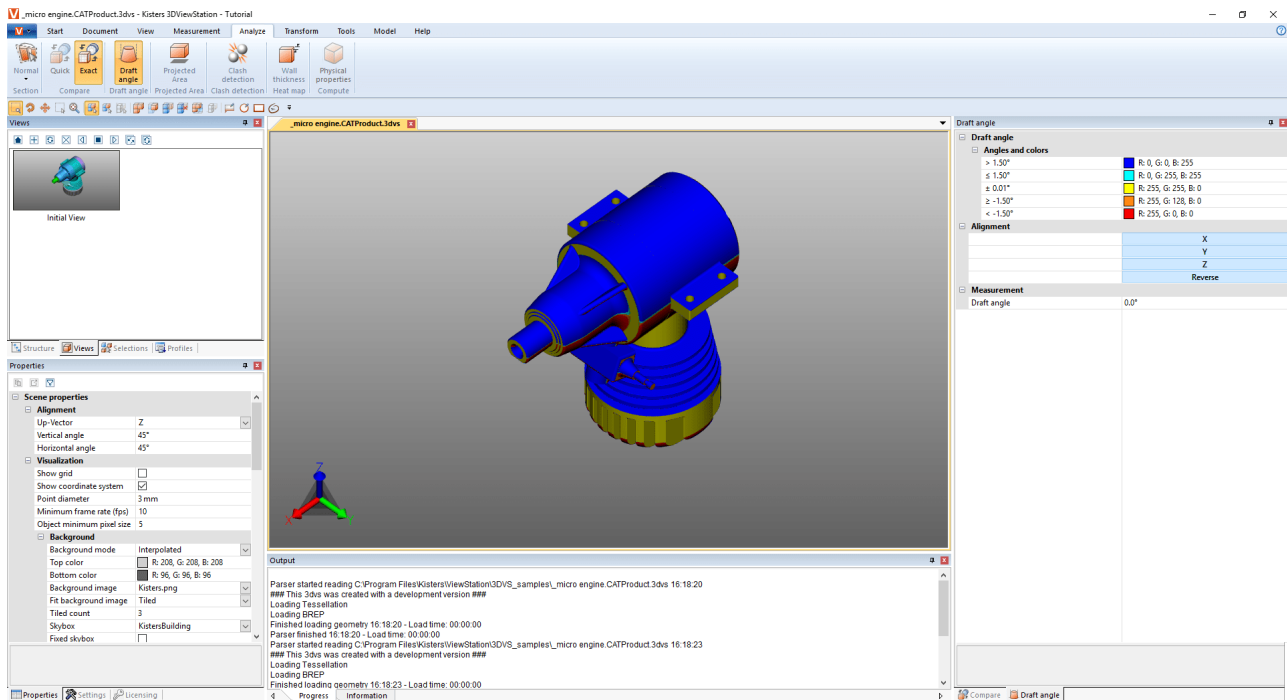 _micro engine.CATProduct.3dvs - Kisters 3DViewStation - Tutorial
Start Document View Measurement Analyze Transform Tools Model Help
Normal Quick Exact Draft angle Projected Area Clash detection Wall thickness Physical properties
Section Compare Draft angle Projected Area Clash detection Heat map Compute
Views
Initial View
Structure Views Selections Profiles
Properties
Scene properties
Alignment
Up-Vector Z
Vertical angle 45°
Horizontal angle 45°
Visualization
Show grid
Show coordinate system
Point diameter 3 mm
Minimum frame rate (fps) 10
Object minimum pixel size 5
Background
Background mode Interpolated
Top color R: 208, G: 208, B: 208
Bottom color R: 96, G: 96, B: 96
Background image Kisters.png
Fit background image Tiled
Tiled count 3
Skybox KistersBuilding
Fixed skybox
Properties Settings Licensing
_micro engine.CATProduct.3dvs
Z
X
Y
Output
Parser started reading C:\Program Files\Kisters\ViewStation\3DVS_samples\_micro engine.CATProduct.3dvs 16:18:20
### This 3dvs was created with a development version ###
Loading Tessellation
Loading BREP
Finished loading geometry 16:18:20 - Load time: 00:00:00
Parser finished 16:18:20 - Load time: 00:00:00
Parser started reading C:\Program Files\Kisters\ViewStation\3DVS_samples\_micro engine.CATProduct.3dvs 16:18:23
### This 3dvs was created with a development version ###
Loading Tessellation
Loading BREP
Finished loading geometry 16:18:23 - Load time: 00:00:00
Progress Information
Draft angle
Draft angle
Angles and colors
> 1.50° R: 0, G: 0, B: 255
≤ 1.50° R: 0, G: 255, B: 255
± 0.01° R: 255, G: 255, B: 0
≥ -1.50° R: 255, G: 128, B: 0
< -1.50° R: 255, G: 0, B: 0
Alignment
X
Y
Z
Reverse
Measurement
Draft angle 0.0°
Compare Draft angle